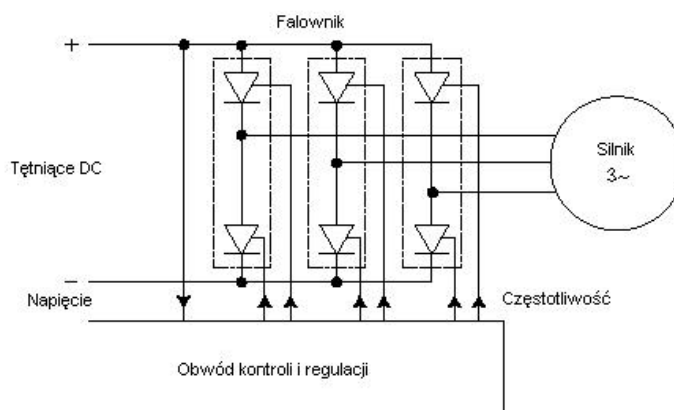 Falownik
+
Tętniące DC
Silnik
3~
−
Napięcie
Częstotliwość
Obwód kontroli i regulacji